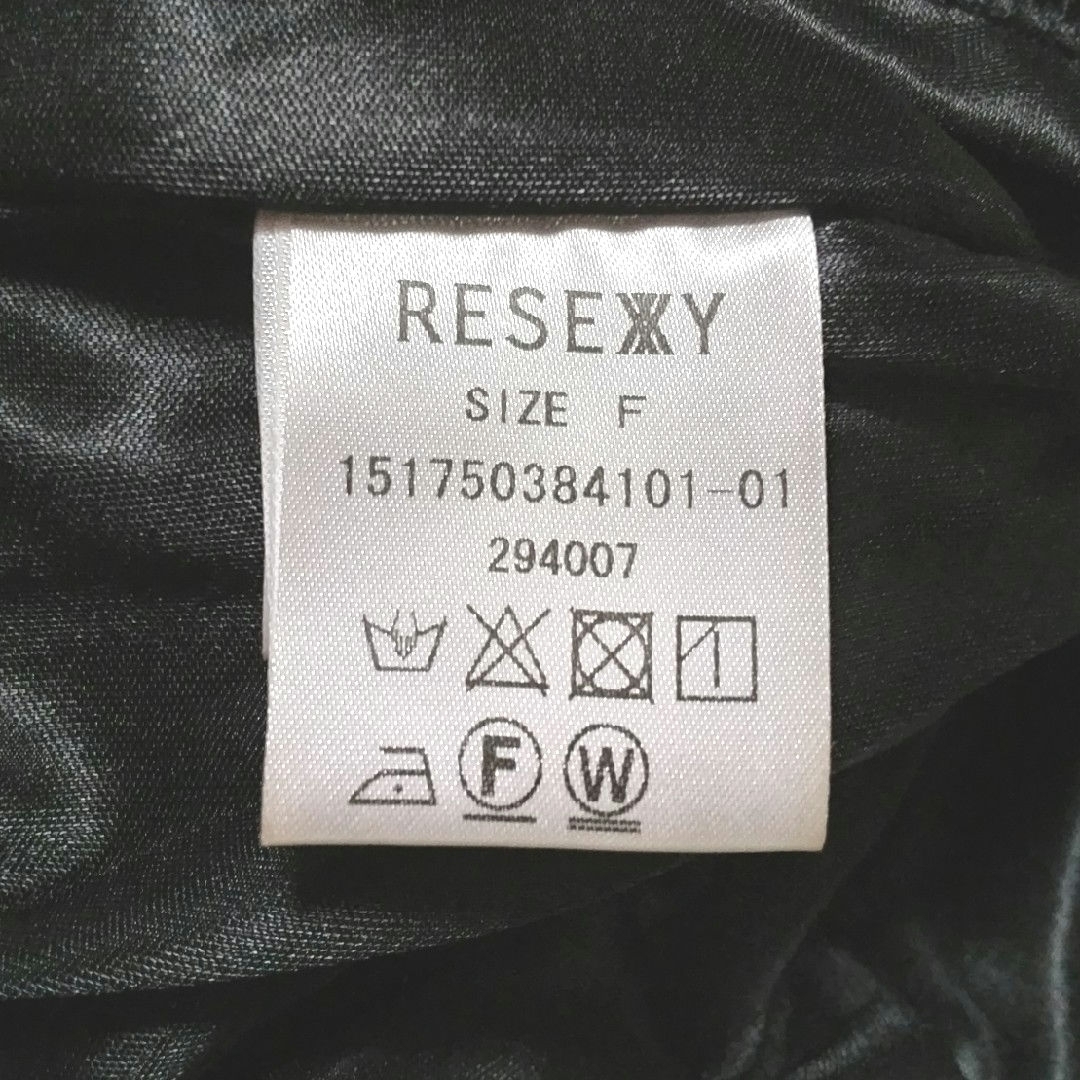 RESEXXY
SIZE F
151750384101-01
294007
F W